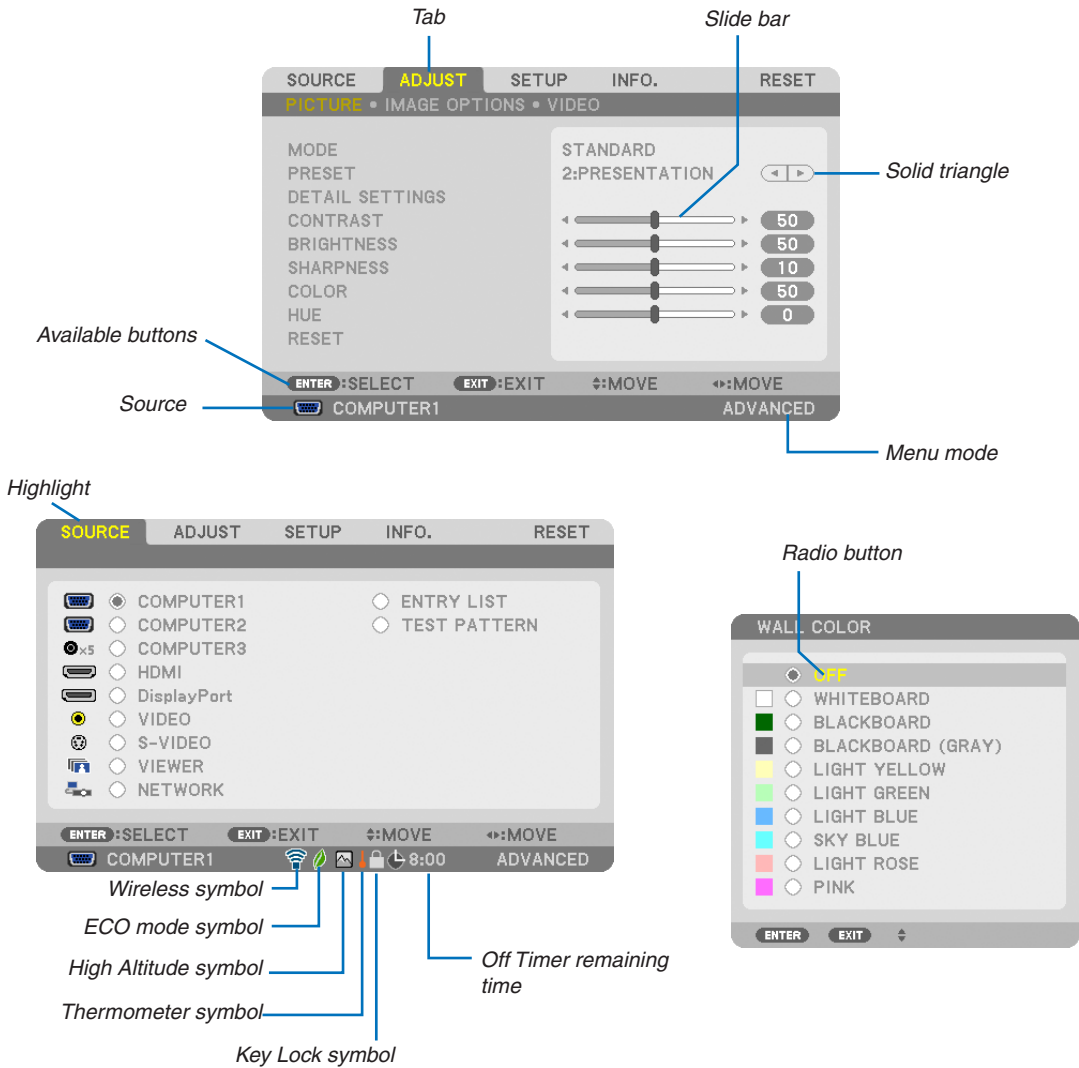 Tab
Slide bar
SOURCE ADJUST SETUP INFO. RESET
PICTURE • IMAGE OPTIONS • VIDEO
MODE STANDARD
PRESET 2:PRESENTATION
Solid triangle
DETAIL SETTINGS
CONTRAST 50
BRIGHTNESS 50
SHARPNESS 10
COLOR 50
HUE 0
RESET
Available buttons
ENTER:SELECT EXIT:EXIT :MOVE :MOVE
Source
COMPUTER1 ADVANCED
Menu mode
Highlight
SOURCE ADJUST SETUP INFO. RESET
COMPUTER1 ENTRY LIST
COMPUTER2 TEST PATTERN
×5 COMPUTER3
HDMI
DisplayPort
VIDEO
S-VIDEO
VIEWER
NETWORK
ENTER:SELECT EXIT:EXIT :MOVE :MOVE
COMPUTER1 8:00 ADVANCED
Wireless symbol
ECO mode symbol
High Altitude symbol
Thermometer symbol
Key Lock symbol
Off Timer remaining
time
Radio button
WALL COLOR
OFF
WHITEBOARD
BLACKBOARD
BLACKBOARD (GRAY)
LIGHT YELLOW
LIGHT GREEN
LIGHT BLUE
SKY BLUE
LIGHT ROSE
PINK
ENTER EXIT